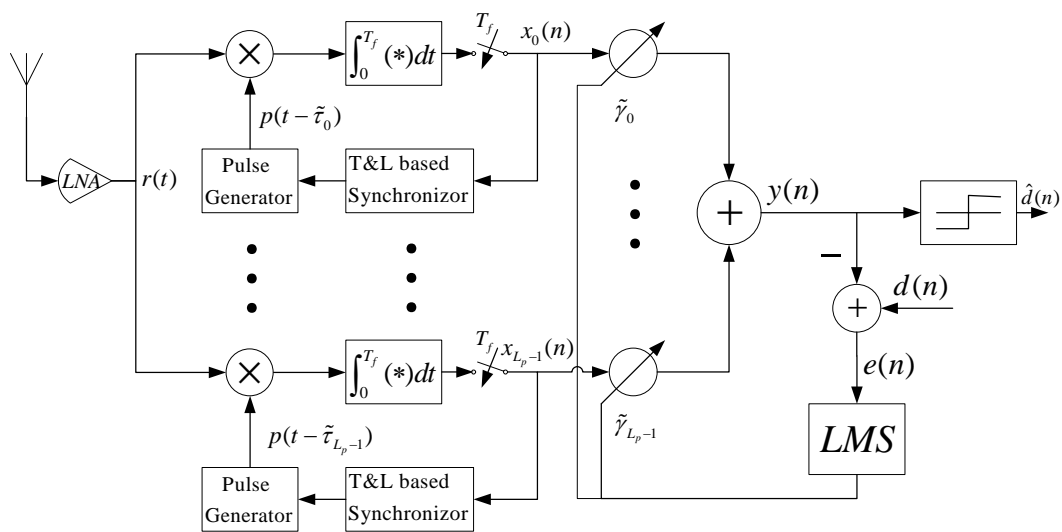 ∫₀^{T_f} (*)dt
T_f
x₀(n)
p(t − τ̃₀)
γ̃₀
LNA
r(t)
Pulse
Generator
T&L based
Synchronizor
+
y(n)
d̂(n)
−
+
d(n)
e(n)
LMS
∫₀^{T_f} (*)dt
T_f
x_{L_p−1}(n)
p(t − τ̃_{L_p−1})
γ̃_{L_p−1}
Pulse
Generator
T&L based
Synchronizor